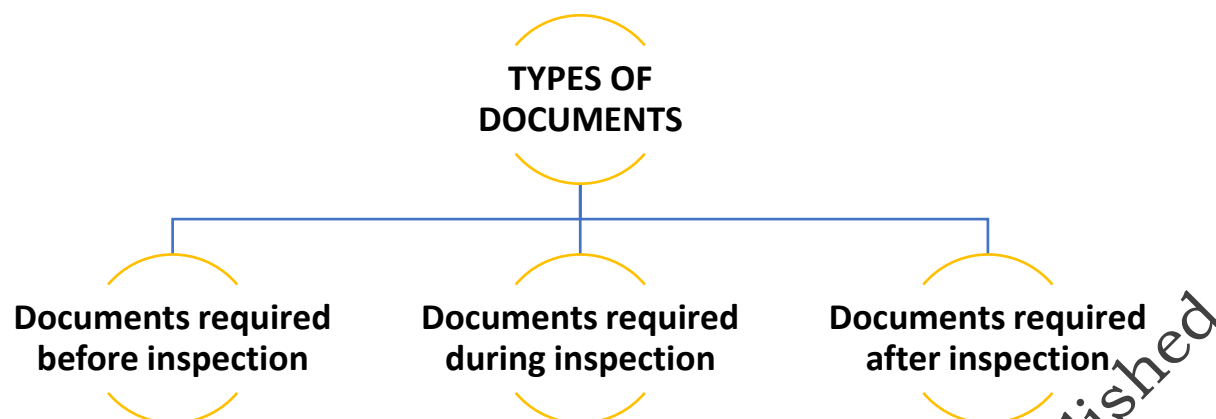 TYPES OF
DOCUMENTS
Documents required
before inspection
Documents required
during inspection
Documents required
after inspection